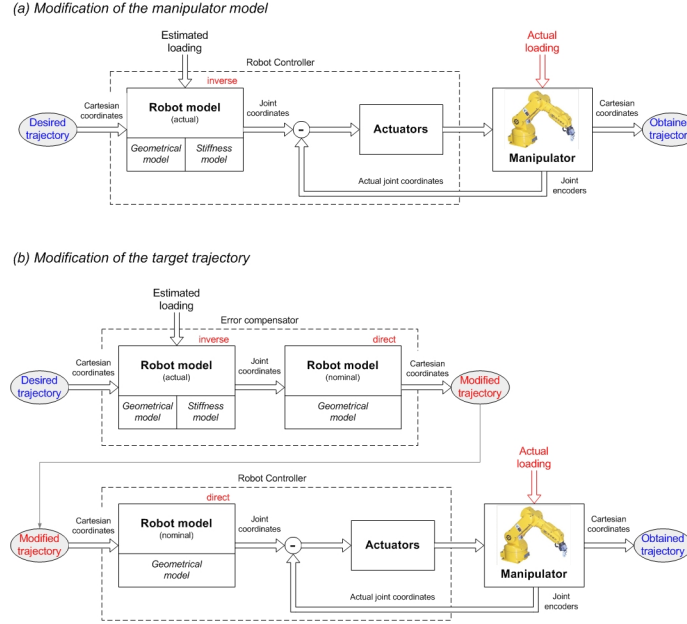 (a) Modification of the manipulator model
Estimated
loading
Actual
loading
Robot Controller
inverse
Desired
trajectory
Cartesian
coordinates
Robot model
(actual)
Geometrical
model
Stiffness
model
Joint
coordinates
-
Actuators
Manipulator
Cartesian
coordinates
Obtaine
trajector
Actual joint coordinates
Joint
encoders
(b) Modification of the target trajectory
Estimated
loading
Error compensator
inverse
direct
Desired
trajectory
Cartesian
coordinates
Robot model
(actual)
Geometrical
model
Stiffness
model
Joint
coordinates
Robot model
(nominal)
Geometrical
model
Cartesian
coordinates
Modified
trajectory
Actual
loading
Robot Controller
direct
Modified
trajectory
Cartesian
coordinates
Robot model
(nominal)
Geometrical
model
Joint
coordinates
-
Actuators
Manipulator
Cartesian
coordinates
Obtained
trajectory
Actual joint coordinates
Joint
encoders